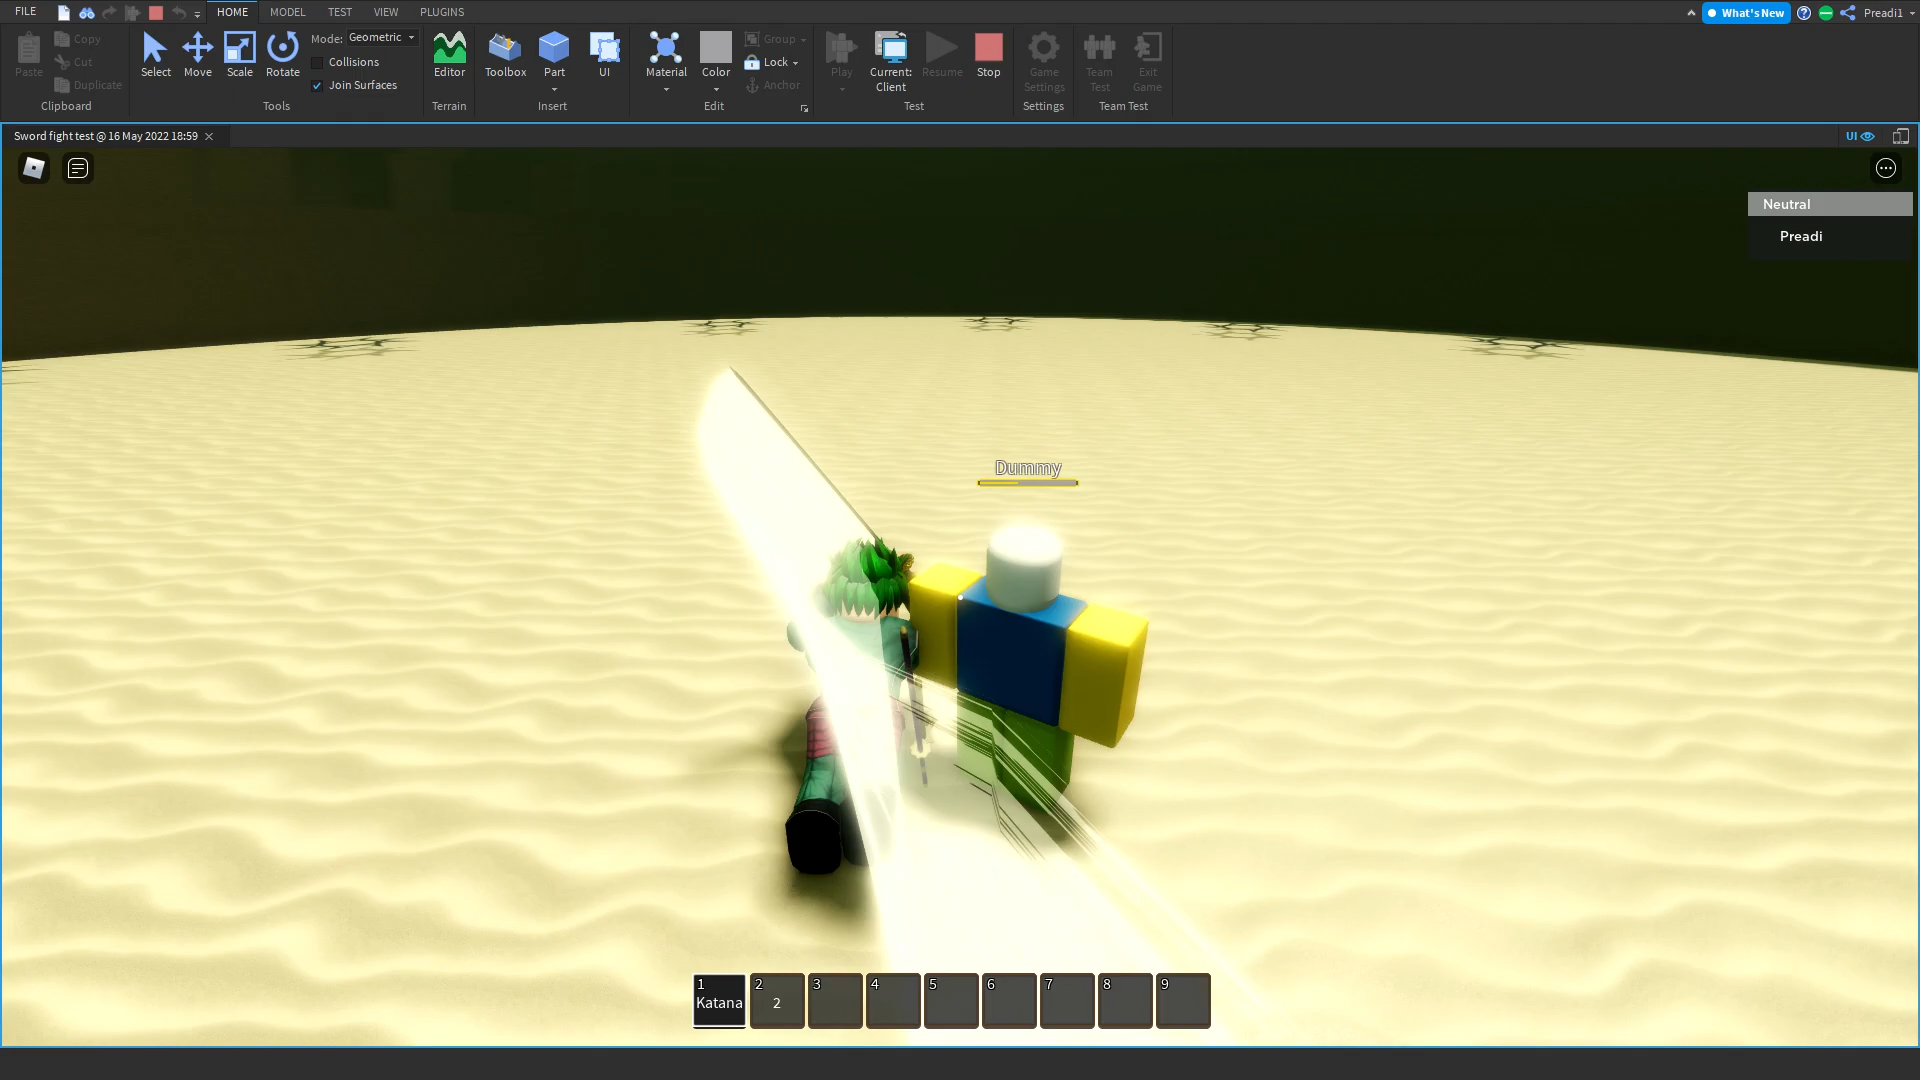 FILE
HOME
MODEL
TEST
VIEW
PLUGINS
What's New
Preadi1
Paste
Copy
Cut
Duplicate
Clipboard
Select
Move
Scale
Rotate
Mode: Geometric
Collisions
Join Surfaces
Tools
Editor
Terrain
Toolbox
Part
UI
Insert
Material
Color
Group
Lock
Anchor
Edit
Play
Current:
Client
Resume
Stop
Test
Game
Settings
Settings
Team
Test
Exit
Game
Team Test
Sword fight test @ 16 May 2022 18:59
UI
Neutral
Preadi
Dummy
1 2 3 4 5 6 7 8 9
Katana 2